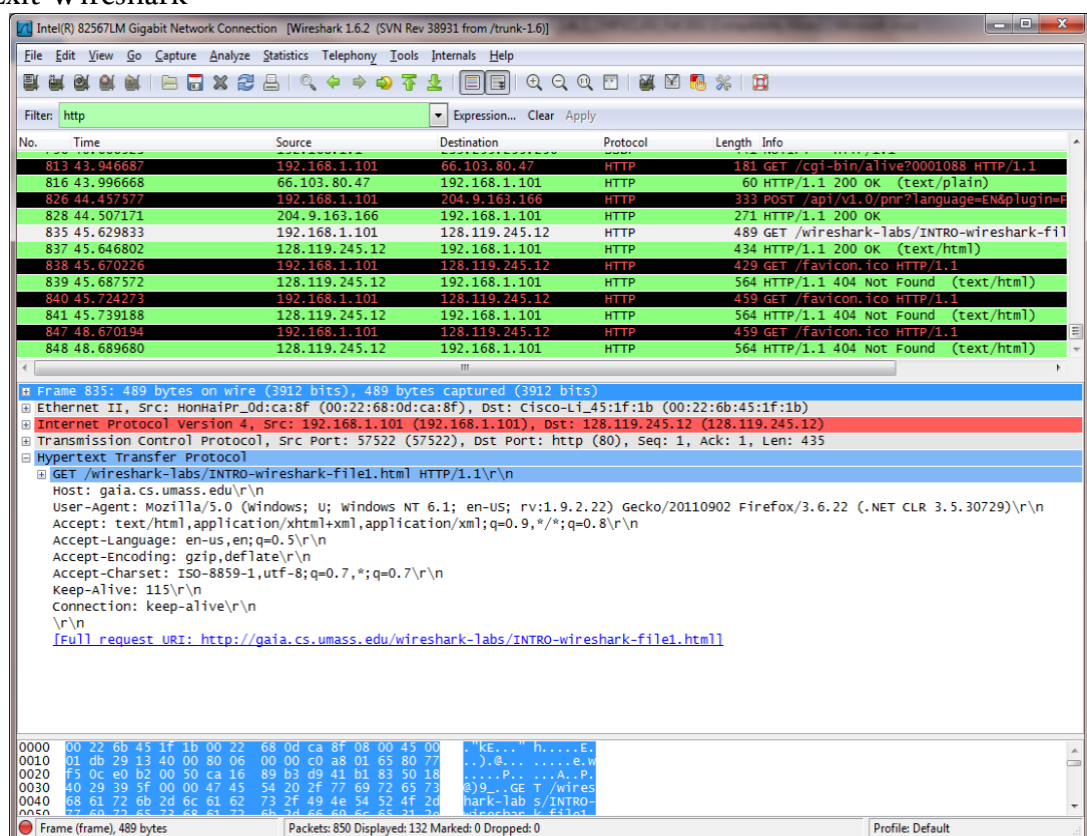 Exit Wireshark
Intel(R) 82567LM Gigabit Network Connection [Wireshark 1.6.2 (SVN Rev 38931 from /trunk-1.6)]
File Edit View Go Capture Analyze Statistics Telephony Tools Internals Help
Filter: http Expression... Clear Apply
No. Time Source Destination Protocol Length Info
813 43.946687 192.168.1.101 66.103.80.47 HTTP 181 GET /cgi-bin/alive?0001088 HTTP/1.1
816 43.996668 66.103.80.47 192.168.1.101 HTTP 60 HTTP/1.1 200 OK (text/plain)
826 44.457577 192.168.1.101 204.9.163.166 HTTP 333 POST /api/v1.0/pnr?language=EN&plugin=F
828 44.507171 204.9.163.166 192.168.1.101 HTTP 271 HTTP/1.1 200 OK
835 45.629833 192.168.1.101 128.119.245.12 HTTP 489 GET /wireshark-labs/INTRO-wireshark-fil
837 45.646802 128.119.245.12 192.168.1.101 HTTP 434 HTTP/1.1 200 OK (text/html)
838 45.670226 192.168.1.101 128.119.245.12 HTTP 429 GET /favicon.ico HTTP/1.1
839 45.687572 128.119.245.12 192.168.1.101 HTTP 564 HTTP/1.1 404 Not Found (text/html)
840 45.724273 192.168.1.101 128.119.245.12 HTTP 459 GET /favicon.ico HTTP/1.1
841 45.739188 128.119.245.12 192.168.1.101 HTTP 564 HTTP/1.1 404 Not Found (text/html)
847 48.670194 192.168.1.101 128.119.245.12 HTTP 459 GET /favicon.ico HTTP/1.1
848 48.689680 128.119.245.12 192.168.1.101 HTTP 564 HTTP/1.1 404 Not Found (text/html)
Frame 835: 489 bytes on wire (3912 bits), 489 bytes captured (3912 bits)
Ethernet II, Src: HonHaiPr_0d:ca:8f (00:22:68:0d:ca:8f), Dst: Cisco-Li_45:1f:1b (00:22:6b:45:1f:1b)
Internet Protocol Version 4, Src: 192.168.1.101 (192.168.1.101), Dst: 128.119.245.12 (128.119.245.12)
Transmission Control Protocol, Src Port: 57522 (57522), Dst Port: http (80), Seq: 1, Ack: 1, Len: 435
Hypertext Transfer Protocol
GET /wireshark-labs/INTRO-wireshark-file1.html HTTP/1.1\r\n
Host: gaia.cs.umass.edu\r\n
User-Agent: Mozilla/5.0 (Windows; U; Windows NT 6.1; en-US; rv:1.9.2.22) Gecko/20110902 Firefox/3.6.22 (.NET CLR 3.5.30729)\r\n
Accept: text/html,application/xhtml+xml,application/xml;q=0.9,*/*;q=0.8\r\n
Accept-Language: en-us,en;q=0.5\r\n
Accept-Encoding: gzip,deflate\r\n
Accept-Charset: ISO-8859-1,utf-8;q=0.7,*;q=0.7\r\n
Keep-Alive: 115\r\n
Connection: keep-alive\r\n
\r\n
[Full request URI: http://gaia.cs.umass.edu/wireshark-labs/INTRO-wireshark-file1.html]
0000 00 22 6b 45 1f 1b 00 22 68 0d ca 8f 08 00 45 00 ."kE..." h.....E.
0010 01 db 29 13 40 00 80 06 00 00 c0 a8 01 65 80 77 ..).@... .....e.w
0020 f5 0c e0 b2 00 50 ca 16 89 b3 d9 41 b1 83 50 18 .....P.. ...A..P.
0030 40 29 39 5f 00 00 47 45 54 20 2f 77 69 72 65 73 @)9_..GE T /wires
0040 68 61 72 6b 2d 6c 61 62 73 2f 49 4e 54 52 4f 2d hark-lab s/INTRO-
Frame (frame), 489 bytes Packets: 850 Displayed: 132 Marked: 0 Dropped: 0 Profile: Default